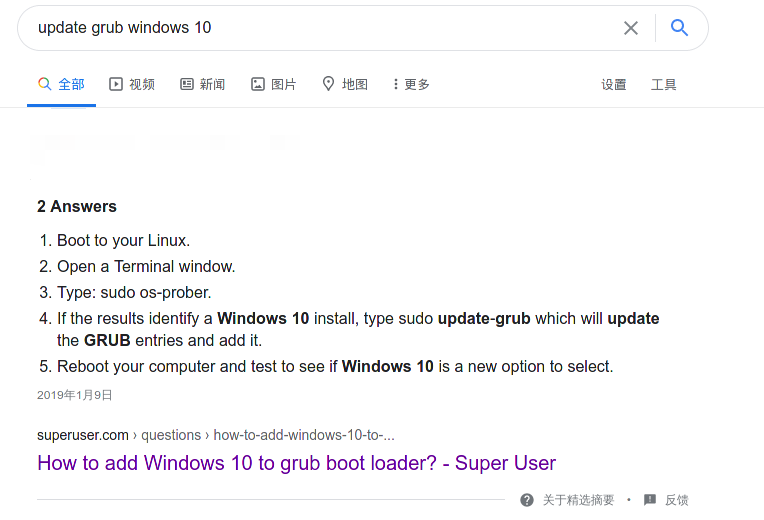 update grub windows 10
全部 视频 新闻 图片 地图 更多 设置 工具
2 Answers
1. Boot to your Linux.
2. Open a Terminal window.
3. Type: sudo os-prober.
4. If the results identify a Windows 10 install, type sudo update-grub which will update
the GRUB entries and add it.
5. Reboot your computer and test to see if Windows 10 is a new option to select.
2019年1月9日
superuser.com › questions › how-to-add-windows-10-to-...
How to add Windows 10 to grub boot loader? - Super User
关于精选摘要 • 反馈